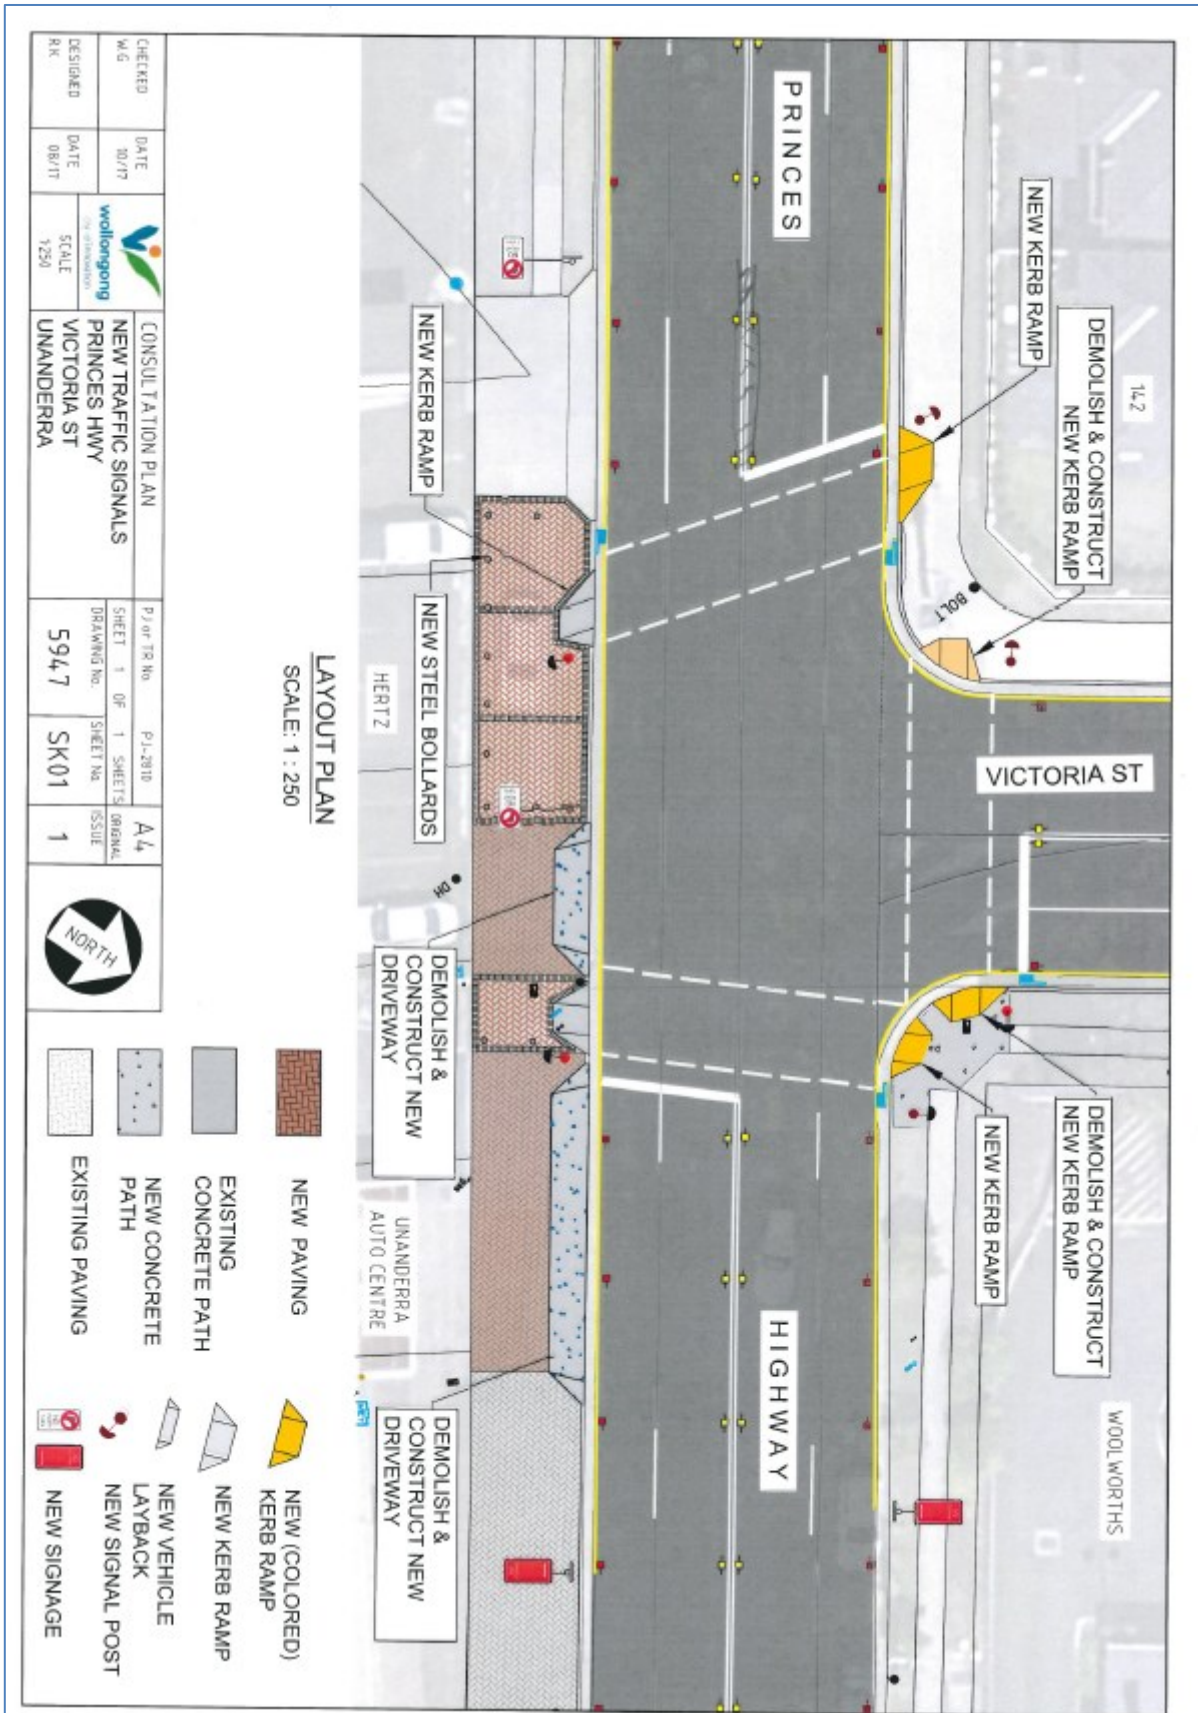 142
NEW KERB RAMP
DEMOLISH & CONSTRUCT
NEW KERB RAMP
BOLT
VICTORIA ST
DEMOLISH & CONSTRUCT
NEW KERB RAMP
NEW KERB RAMP
WOOLWORTHS
PRINCES
HIGHWAY
NEW KERB RAMP
NEW STEEL BOLLARDS
HERTZ
DH
DEMOLISH &
CONSTRUCT NEW
DRIVEWAY
UNANDERRA
AUTO CENTRE
DEMOLISH &
CONSTRUCT NEW
DRIVEWAY
LAYOUT PLAN
SCALE: 1 : 250
NEW PAVING
EXISTING
CONCRETE PATH
NEW CONCRETE
PATH
EXISTING PAVING
NEW (COLORED)
KERB RAMP
NEW KERB RAMP
NEW VEHICLE
LAYBACK
NEW SIGNAL POST
NEW SIGNAGE
CHECKED
W.G
DATE
10/17
DESIGNED
R.K
DATE
08/17
wollongong
city of innovation
SCALE
1:250
CONSULTATION PLAN
NEW TRAFFIC SIGNALS
PRINCES HWY
VICTORIA ST
UNANDERRA
PJ or TR No.
PJ-2910
SHEET 1 OF 1 SHEETS
DRAWING No.
5947
SHEET No.
SK01
A4
ORIGINAL
ISSUE
1
NORTH